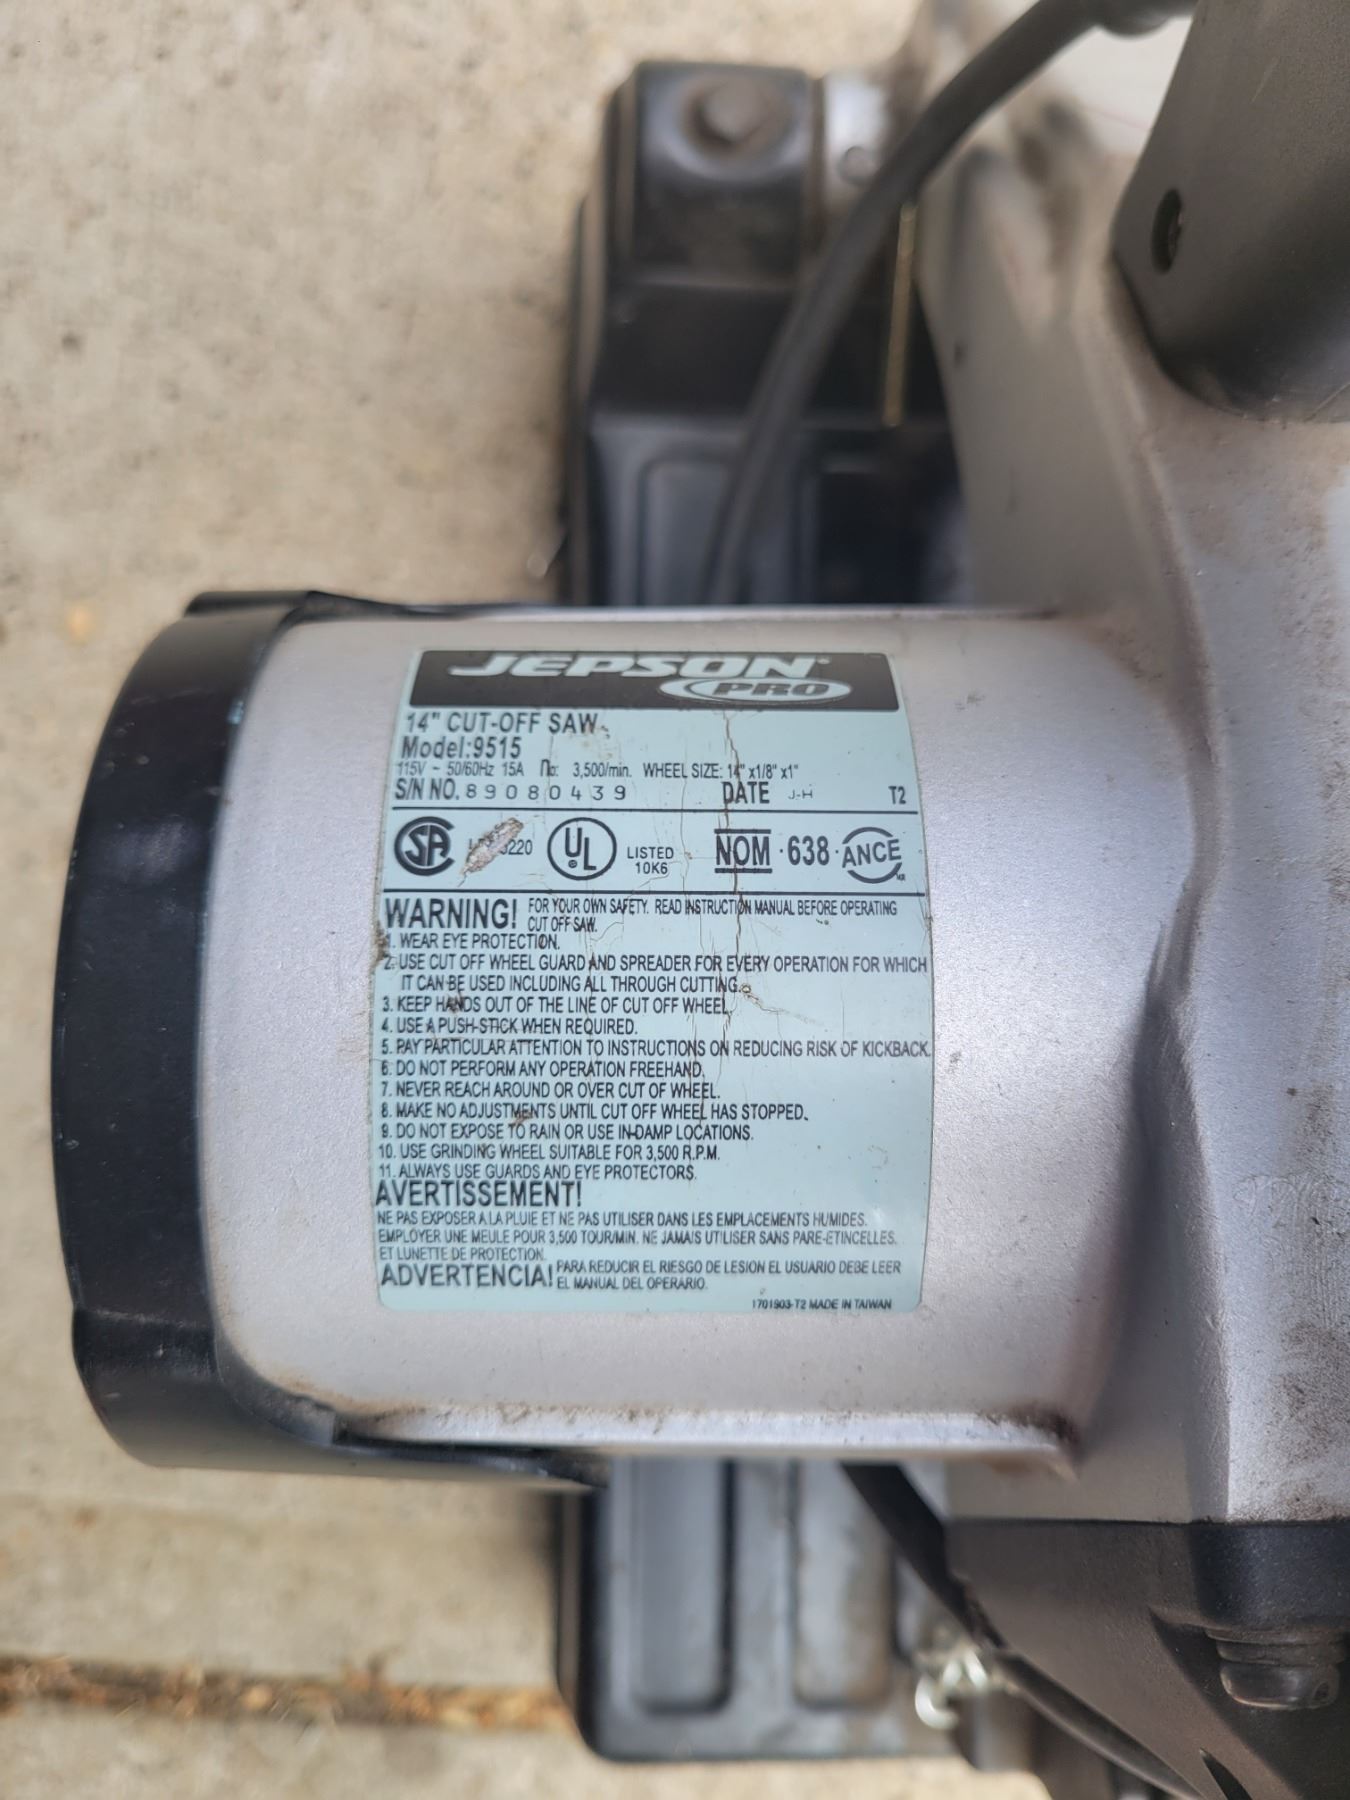 JEPSON
PRO
14" CUT-OFF SAW
Model:9515
115V ~ 50/60Hz 15A no: 3,500/min. WHEEL SIZE: 14" x1/8" x1"
S/N NO. 89080439 DATE J-H T2
SA 220 UL LISTED NOM · 638 · ANCE
10K6 MR
WARNING! FOR YOUR OWN SAFETY. READ INSTRUCTION MANUAL BEFORE OPERATING
CUT OFF SAW.
1. WEAR EYE PROTECTION.
2. USE CUT OFF WHEEL GUARD AND SPREADER FOR EVERY OPERATION FOR WHICH
IT CAN BE USED INCLUDING ALL THROUGH CUTTING.
3. KEEP HANDS OUT OF THE LINE OF CUT OFF WHEEL
4. USE A PUSH-STICK WHEN REQUIRED.
5. PAY PARTICULAR ATTENTION TO INSTRUCTIONS ON REDUCING RISK OF KICKBACK.
6. DO NOT PERFORM ANY OPERATION FREEHAND.
7. NEVER REACH AROUND OR OVER CUT OF WHEEL.
8. MAKE NO ADJUSTMENTS UNTIL CUT OFF WHEEL HAS STOPPED.
9. DO NOT EXPOSE TO RAIN OR USE IN DAMP LOCATIONS.
10. USE GRINDING WHEEL SUITABLE FOR 3,500 R.P.M.
11. ALWAYS USE GUARDS AND EYE PROTECTORS.
AVERTISSEMENT!
NE PAS EXPOSER A LA PLUIE ET NE PAS UTILISER DANS LES EMPLACEMENTS HUMIDES.
EMPLOYER UNE MEULE POUR 3,500 TOUR/MIN. NE JAMAIS UTILISER SANS PARE-ETINCELLES.
ET LUNETTE DE PROTECTION.
ADVERTENCIA! PARA REDUCIR EL RIESGO DE LESION EL USUARIO DEBE LEER
EL MANUAL DEL OPERARIO.
1701903-T2 MADE IN TAIWAN